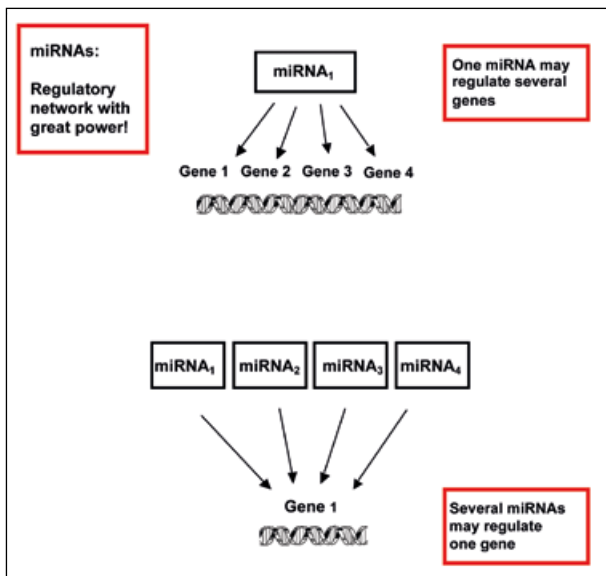 miRNAs:
Regulatory
network with
great power!
miRNA₁
One miRNA may
regulate several
genes
Gene 1 Gene 2 Gene 3 Gene 4
miRNA₁ miRNA₂ miRNA₃ miRNA₄
Gene 1
Several miRNAs
may regulate
one gene